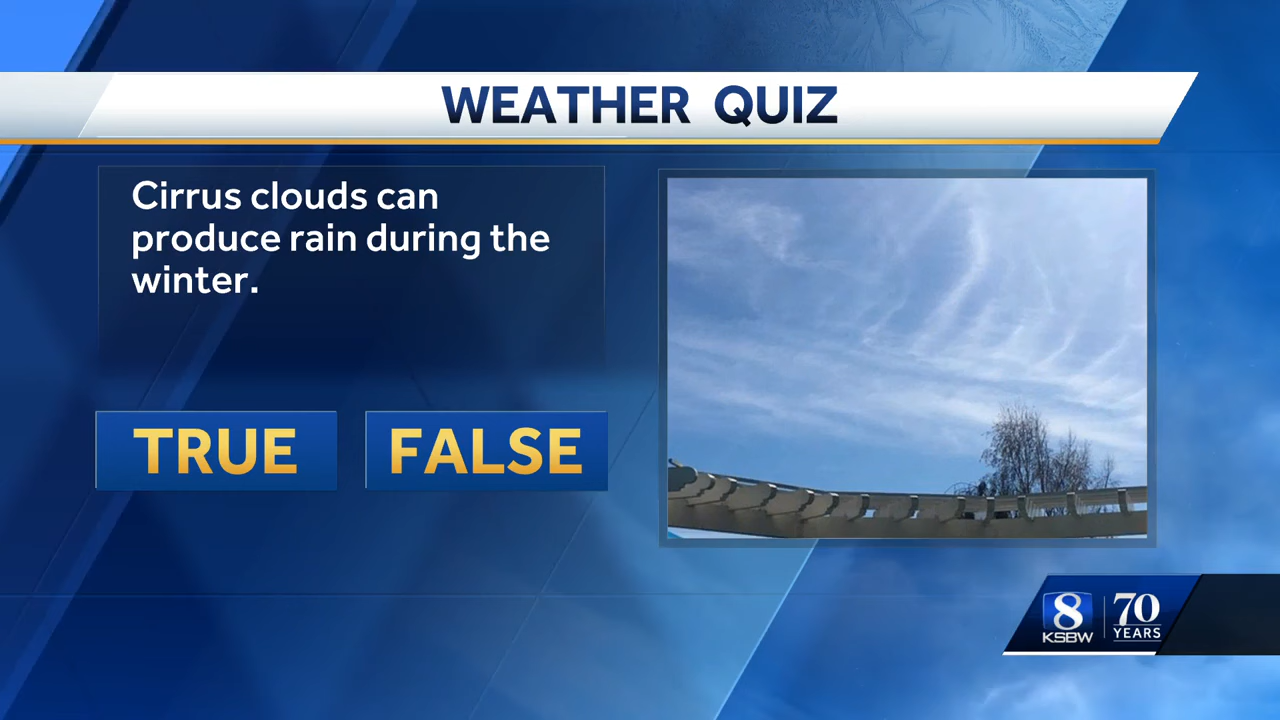 WEATHER QUIZ
Cirrus clouds can
produce rain during the
winter.
TRUE
FALSE
8
KSBW
70
YEARS